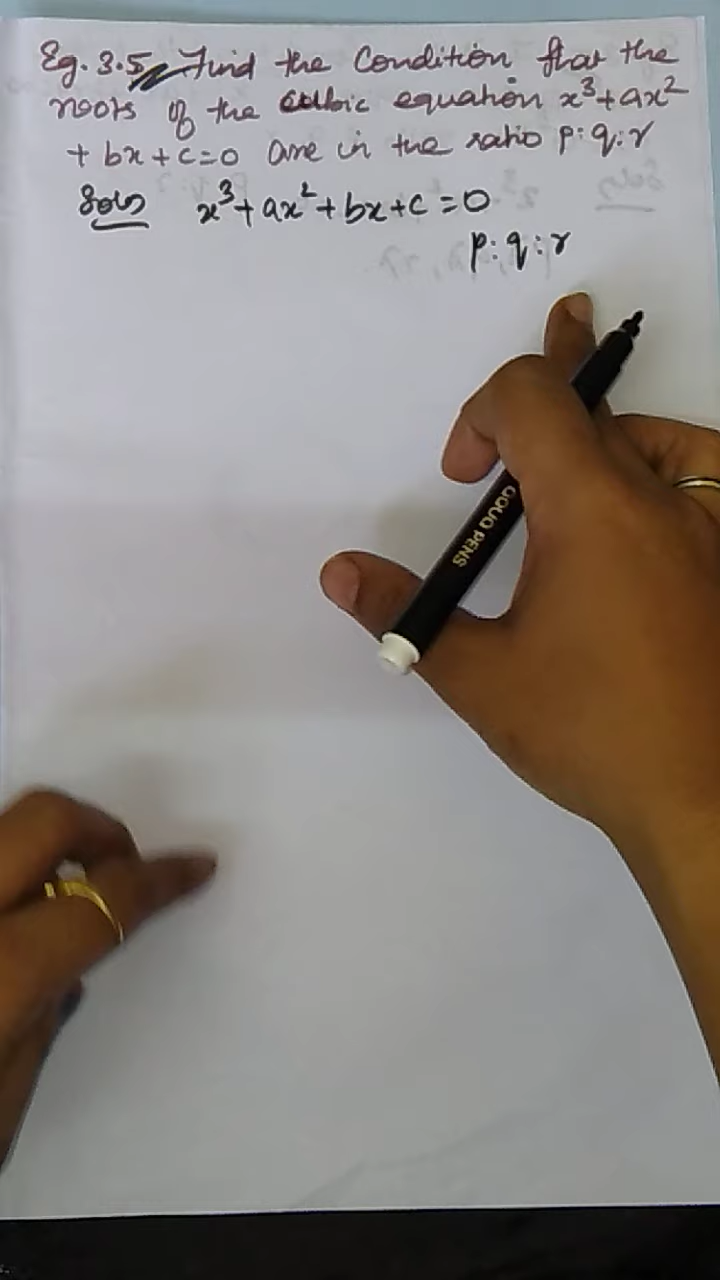 Eg. 3.5 Find the Condition that the
roots of the cubic equation x³+ax²
+ bx+c=0 are in the ratio p:q:r
Soln x³+ax²+bx+c=0
p:q:r
GOUQ PENS